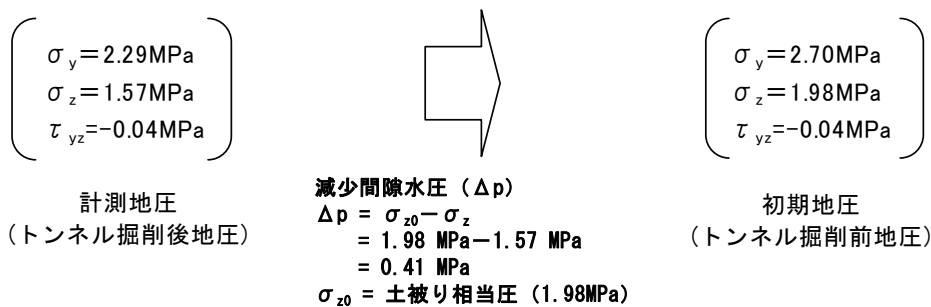 σy＝2.29MPa
σz＝1.57MPa
τyz=-0.04MPa
計測地圧
(トンネル掘削後地圧)
減少間隙水圧（Δp）
Δp = σz0－σz
= 1.98 MPa－1.57 MPa
= 0.41 MPa
σz0 = 土被り相当圧（1.98MPa）
σy＝2.70MPa
σz＝1.98MPa
τyz=-0.04MPa
初期地圧
(トンネル掘削前地圧)